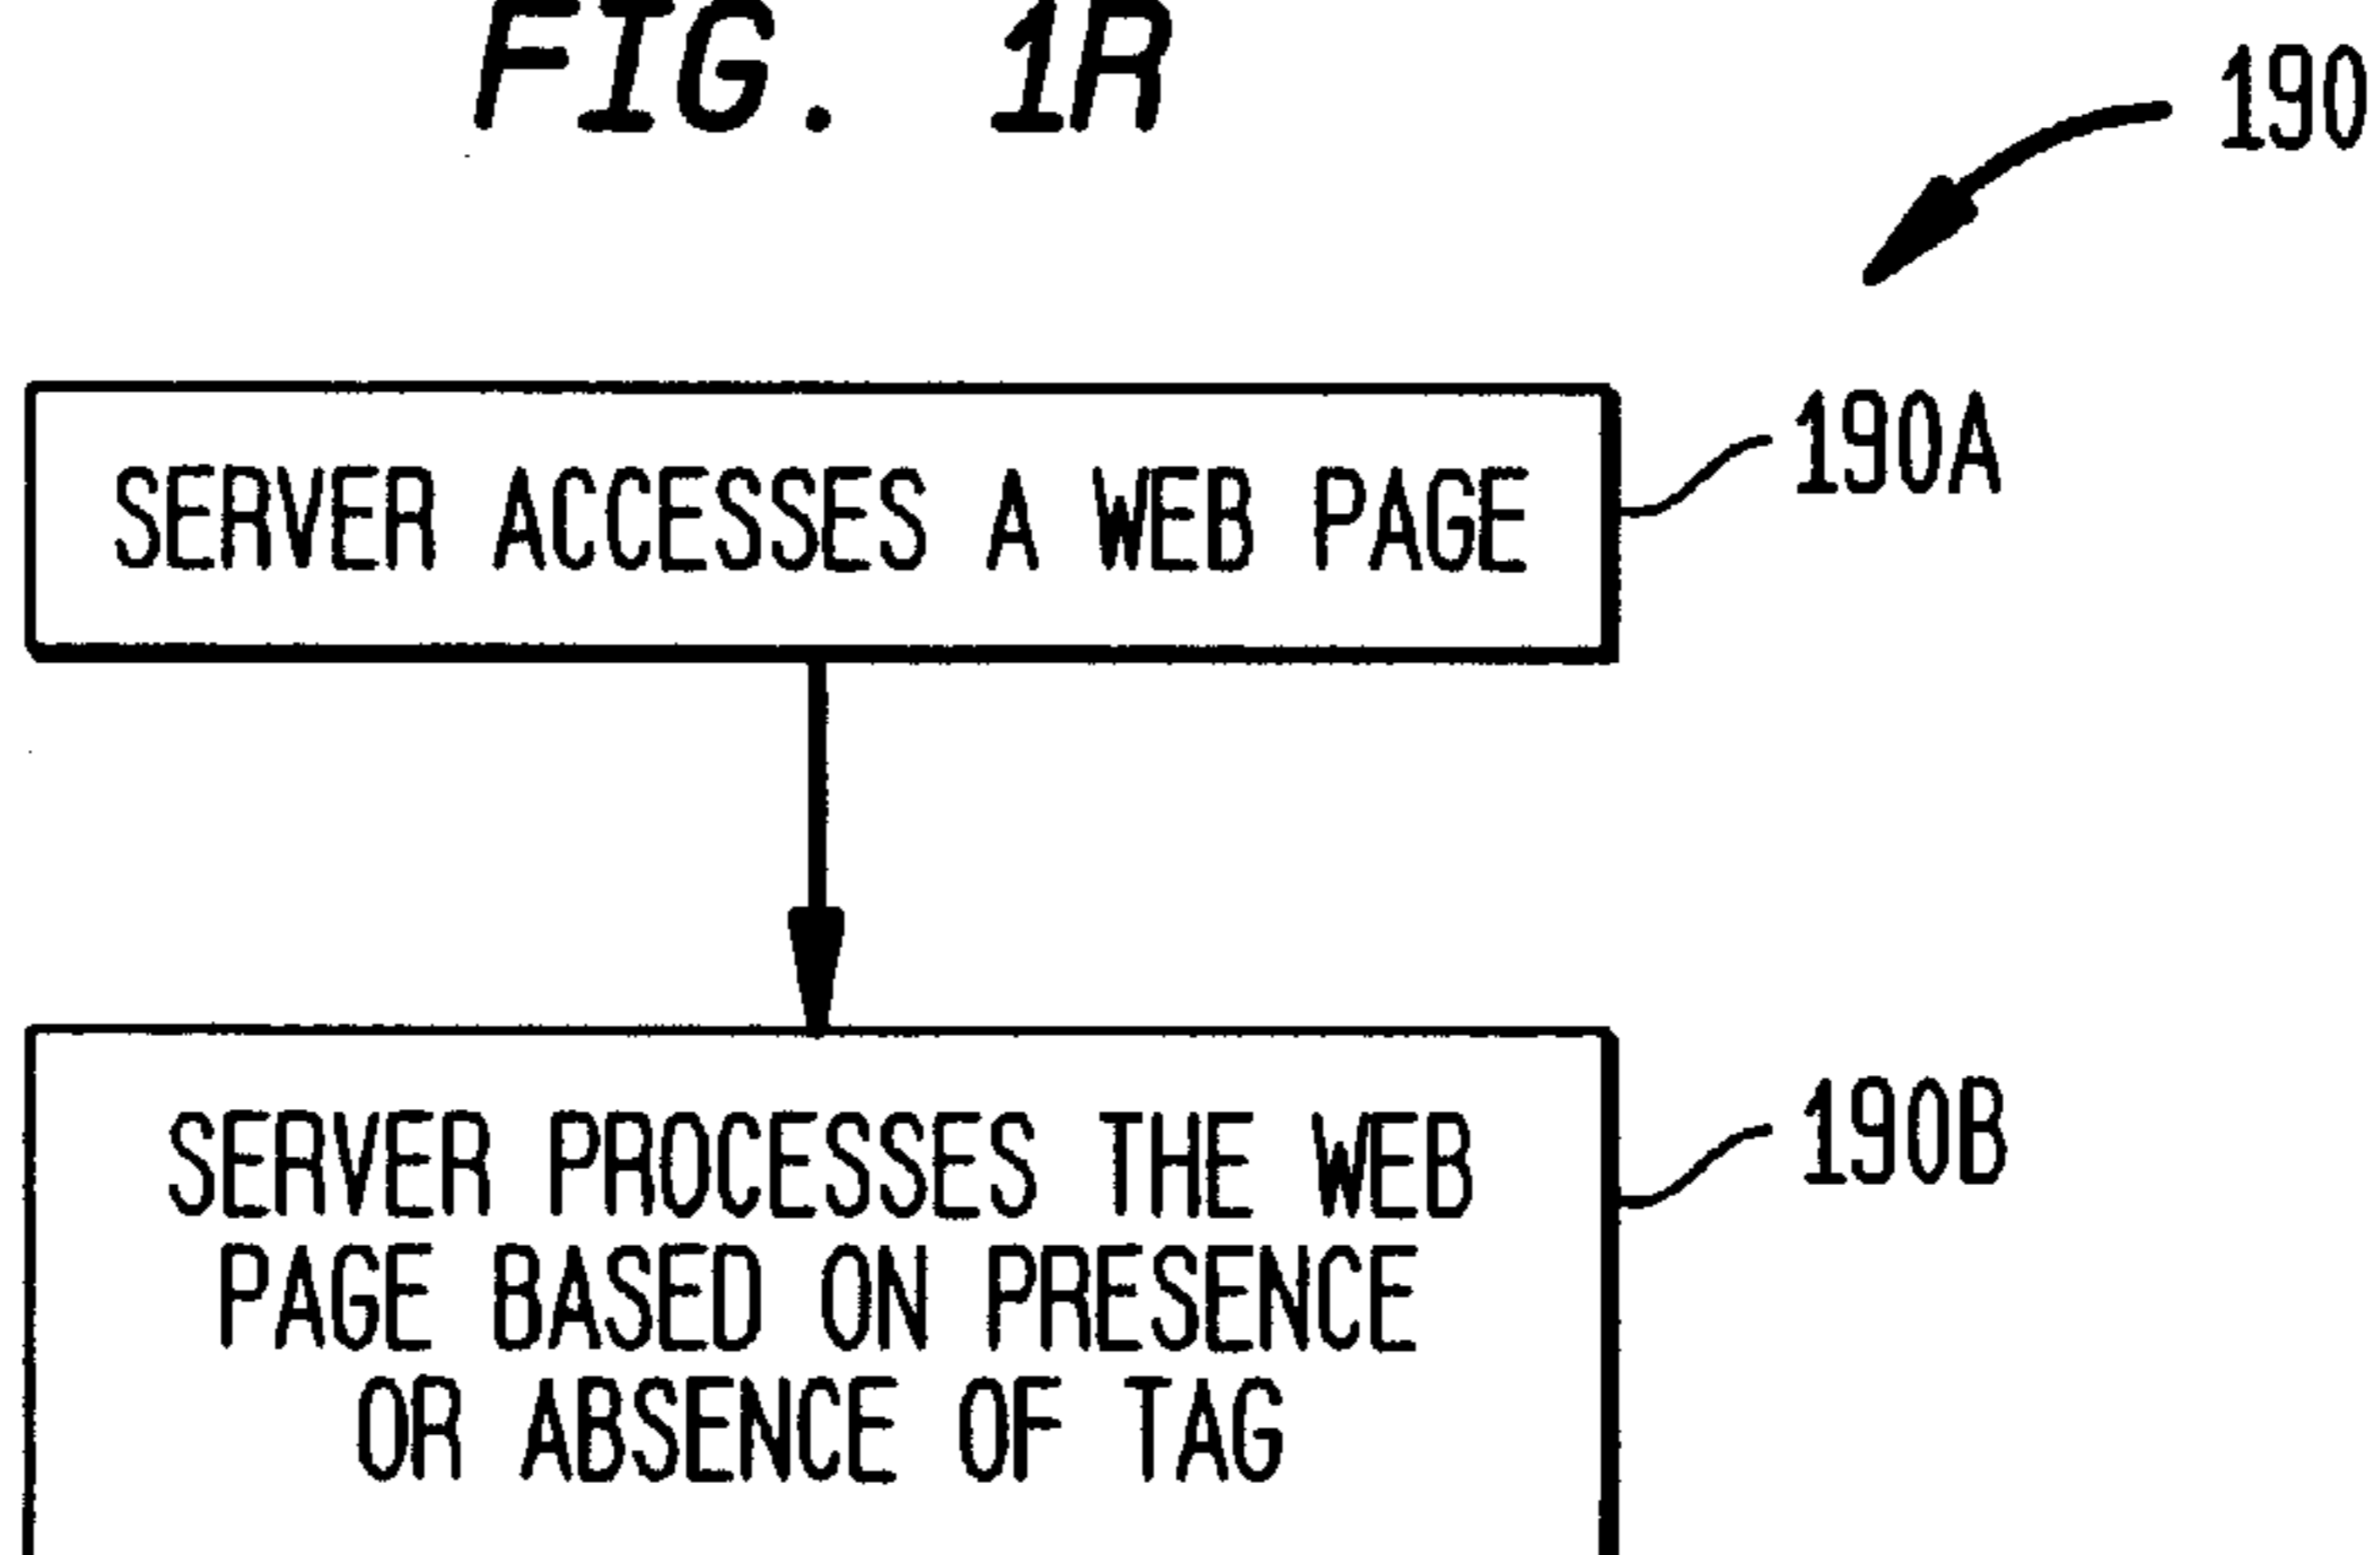 FIG. 1R
190
SERVER ACCESSES A WEB PAGE
190A
SERVER PROCESSES THE WEB
PAGE BASED ON PRESENCE
OR ABSENCE OF TAG
190B